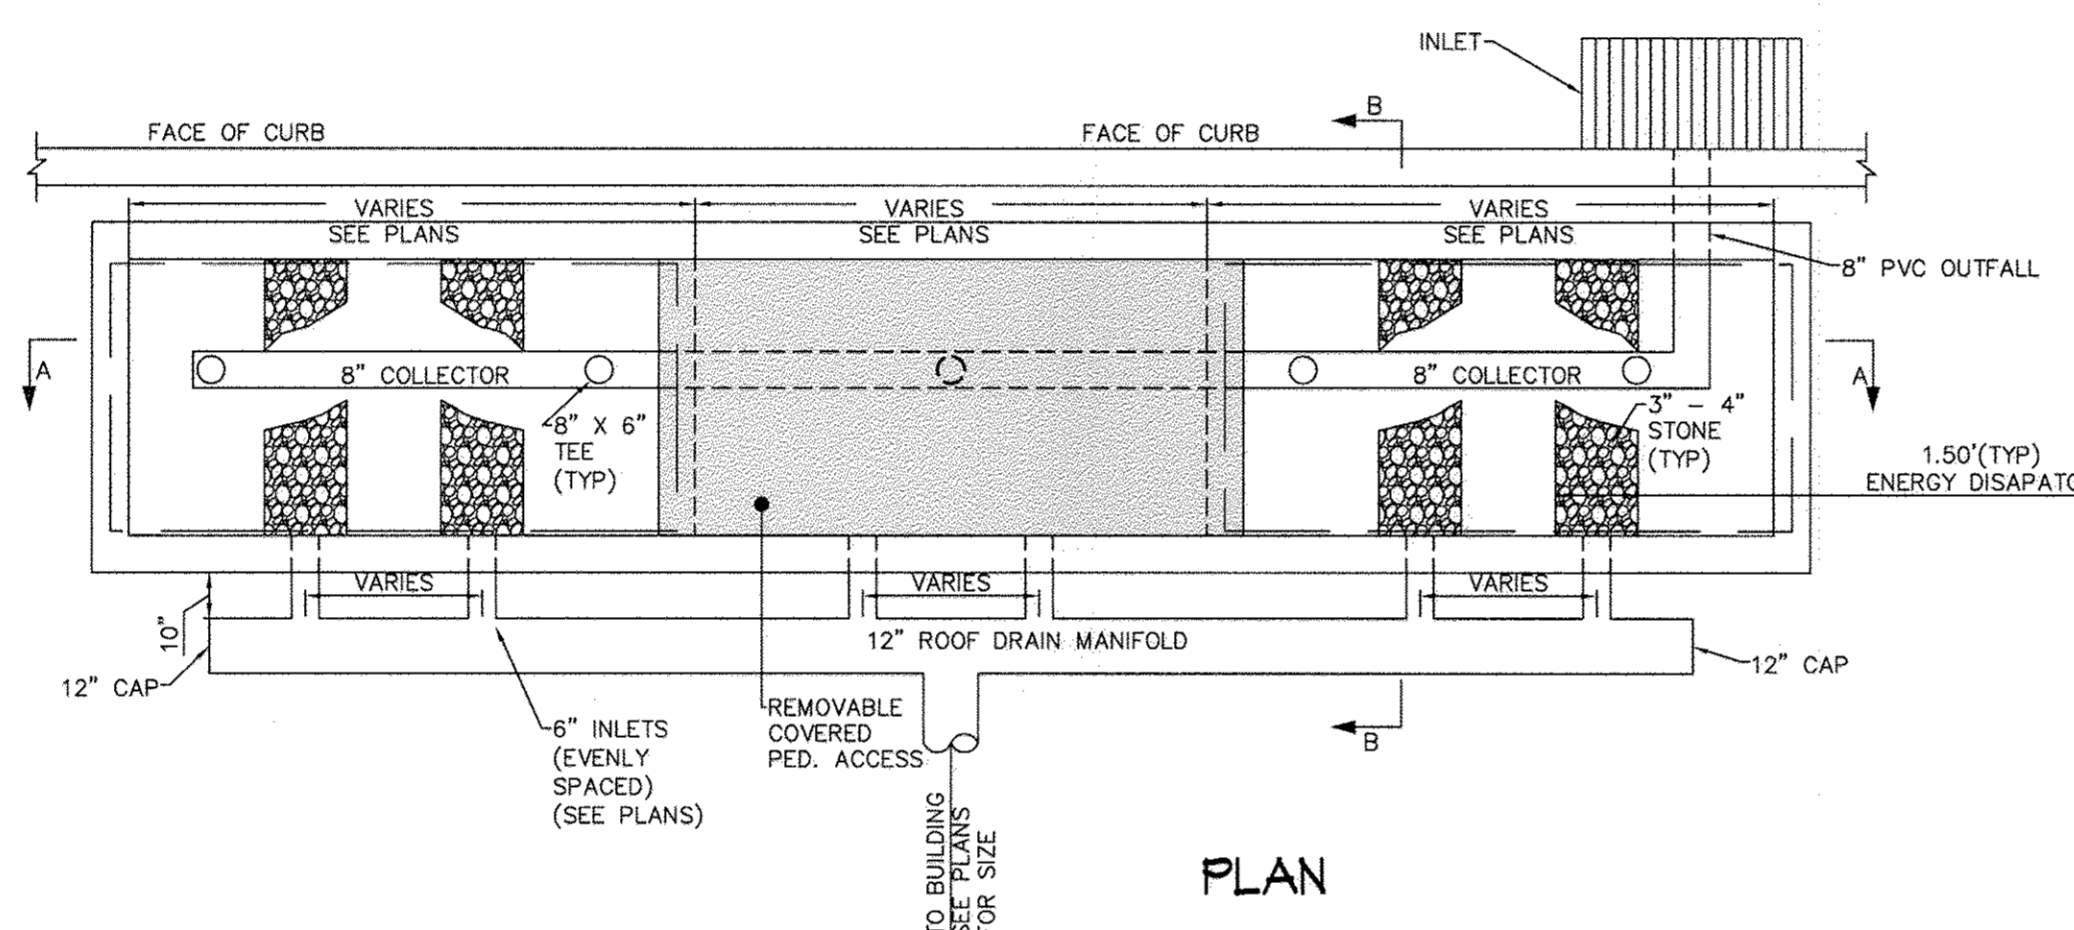 INLET
B
FACE OF CURB
FACE OF CURB
VARIES
SEE PLANS
VARIES
SEE PLANS
VARIES
SEE PLANS
8" PVC OUTFALL
A
8" COLLECTOR
8" COLLECTOR
A
8" X 6"
TEE
(TYP)
3" - 4"
STONE
(TYP)
1.50'(TYP)
ENERGY DISAPATO
VARIES
VARIES
VARIES
10"
12" ROOF DRAIN MANIFOLD
12" CAP
12" CAP
REMOVABLE
COVERED
PED. ACCESS
6" INLETS
(EVENLY
SPACED)
(SEE PLANS)
B
TO BUILDING
SEE PLANS
FOR SIZE
PLAN